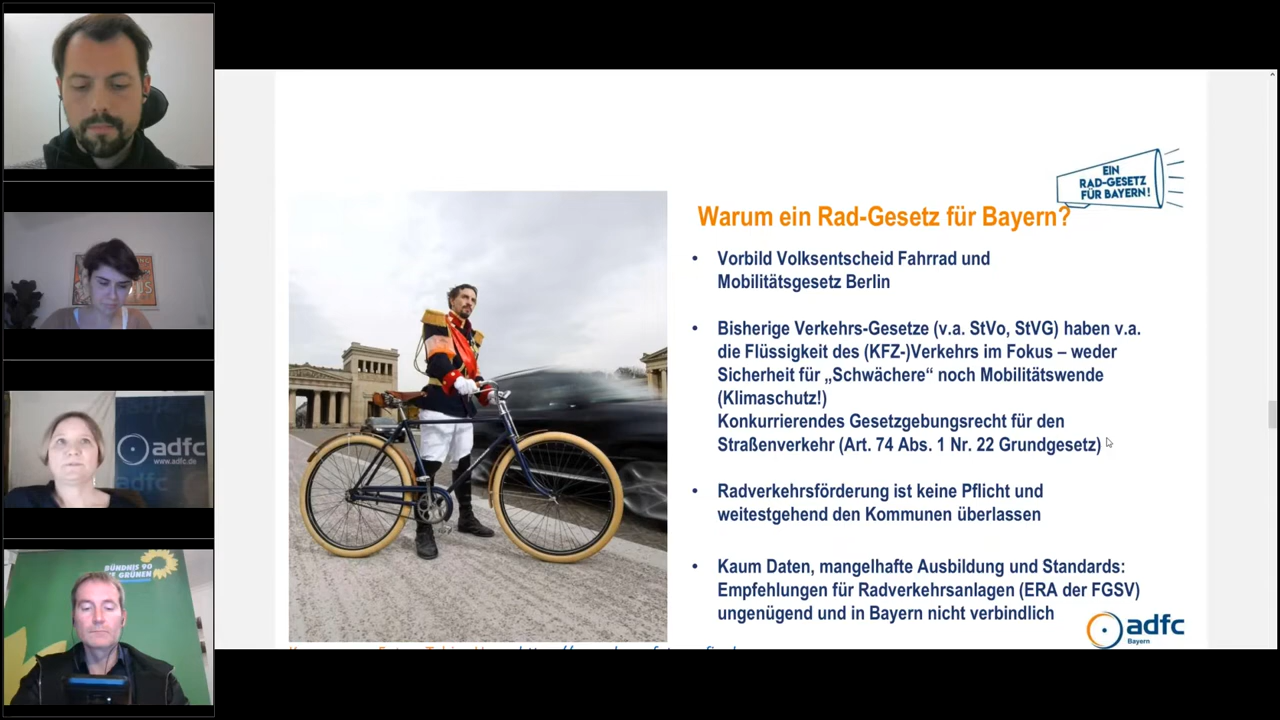 EIN
RAD-GESETZ
FÜR BAYERN!
Warum ein Rad-Gesetz für Bayern?
• Vorbild Volksentscheid Fahrrad und
Mobilitätsgesetz Berlin
• Bisherige Verkehrs-Gesetze (v.a. StVo, StVG) haben v.a.
die Flüssigkeit des (KFZ-)Verkehrs im Fokus – weder
Sicherheit für „Schwächere“ noch Mobilitätswende
(Klimaschutz!)
Konkurrierendes Gesetzgebungsrecht für den
Straßenverkehr (Art. 74 Abs. 1 Nr. 22 Grundgesetz)
• Radverkehrsförderung ist keine Pflicht und
weitestgehend den Kommunen überlassen
• Kaum Daten, mangelhafte Ausbildung und Standards:
Empfehlungen für Radverkehrsanlagen (ERA der FGSV)
ungenügend und in Bayern nicht verbindlich
adfc
Bayern
adfc
www.adfc.de
BÜNDNIS 90
GRÜNEN